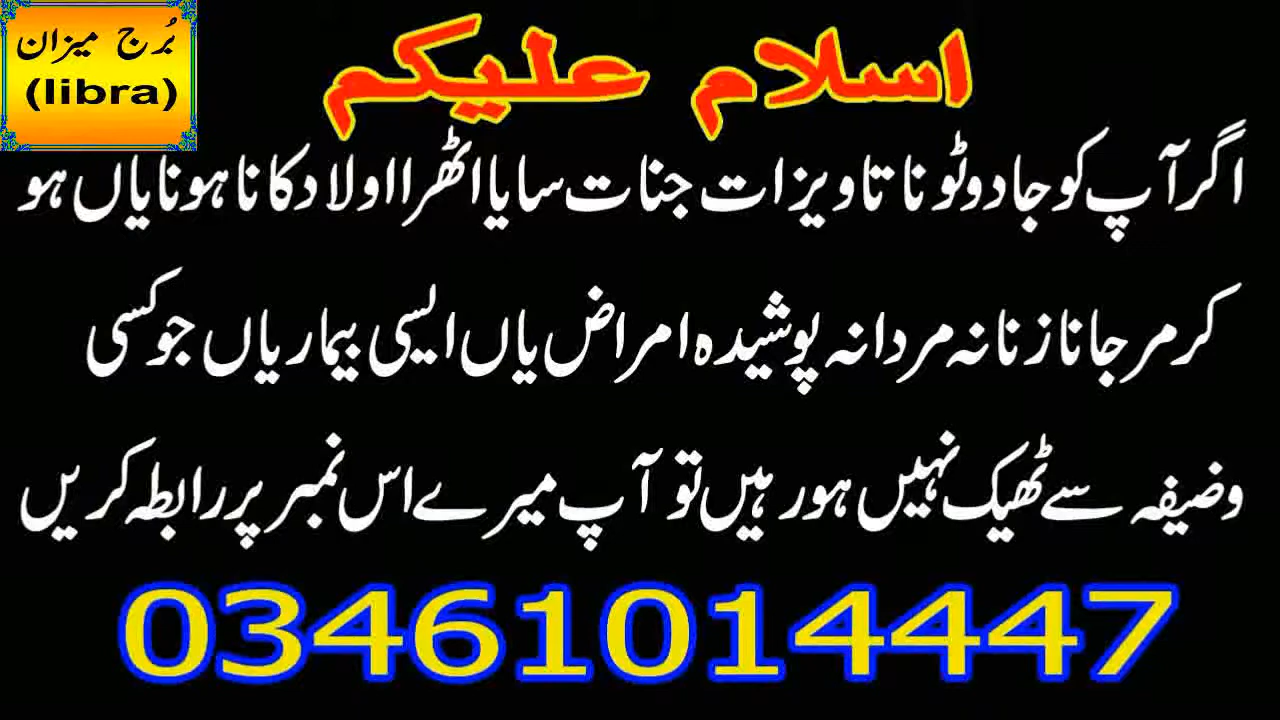 بُرج میزان
(libra)
اسلام علیکم
اگر آپ کو جادو ٹونا تاویزات جنات سایا اٹھرا اولاد کا نا ہونا یاں ہو
کر مر جانا زنانہ مردانہ پوشیدہ امراض یاں ایسی بیماریاں جو کسی
وضیفہ سے ٹھیک نہیں ہو رہیں تو آپ میرے اس نمبر پر رابطہ کریں
03461014447